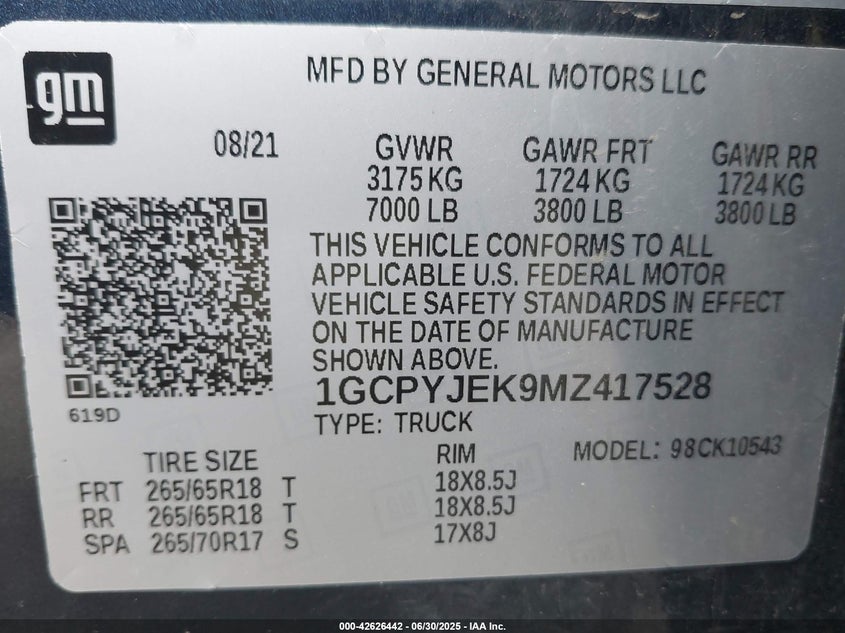 gm
MFD BY GENERAL MOTORS LLC
08/21 GVWR GAWR FRT GAWR RR
3175 KG 1724 KG 1724 KG
7000 LB 3800 LB 3800 LB
THIS VEHICLE CONFORMS TO ALL
APPLICABLE U.S. FEDERAL MOTOR
VEHICLE SAFETY STANDARDS IN EFFECT
ON THE DATE OF MANUFACTURE
SHOWN ABOVE.
1GCPYJEK9MZ417528
619D
TYPE: TRUCK
TIRE SIZE RIM MODEL: 98CK10543
FRT 265/65R18 T 18X8.5J
RR 265/65R18 T 18X8.5J
SPA 265/70R17 S 17X8J
000-42626442 - 06/30/2025 - IAA Inc.